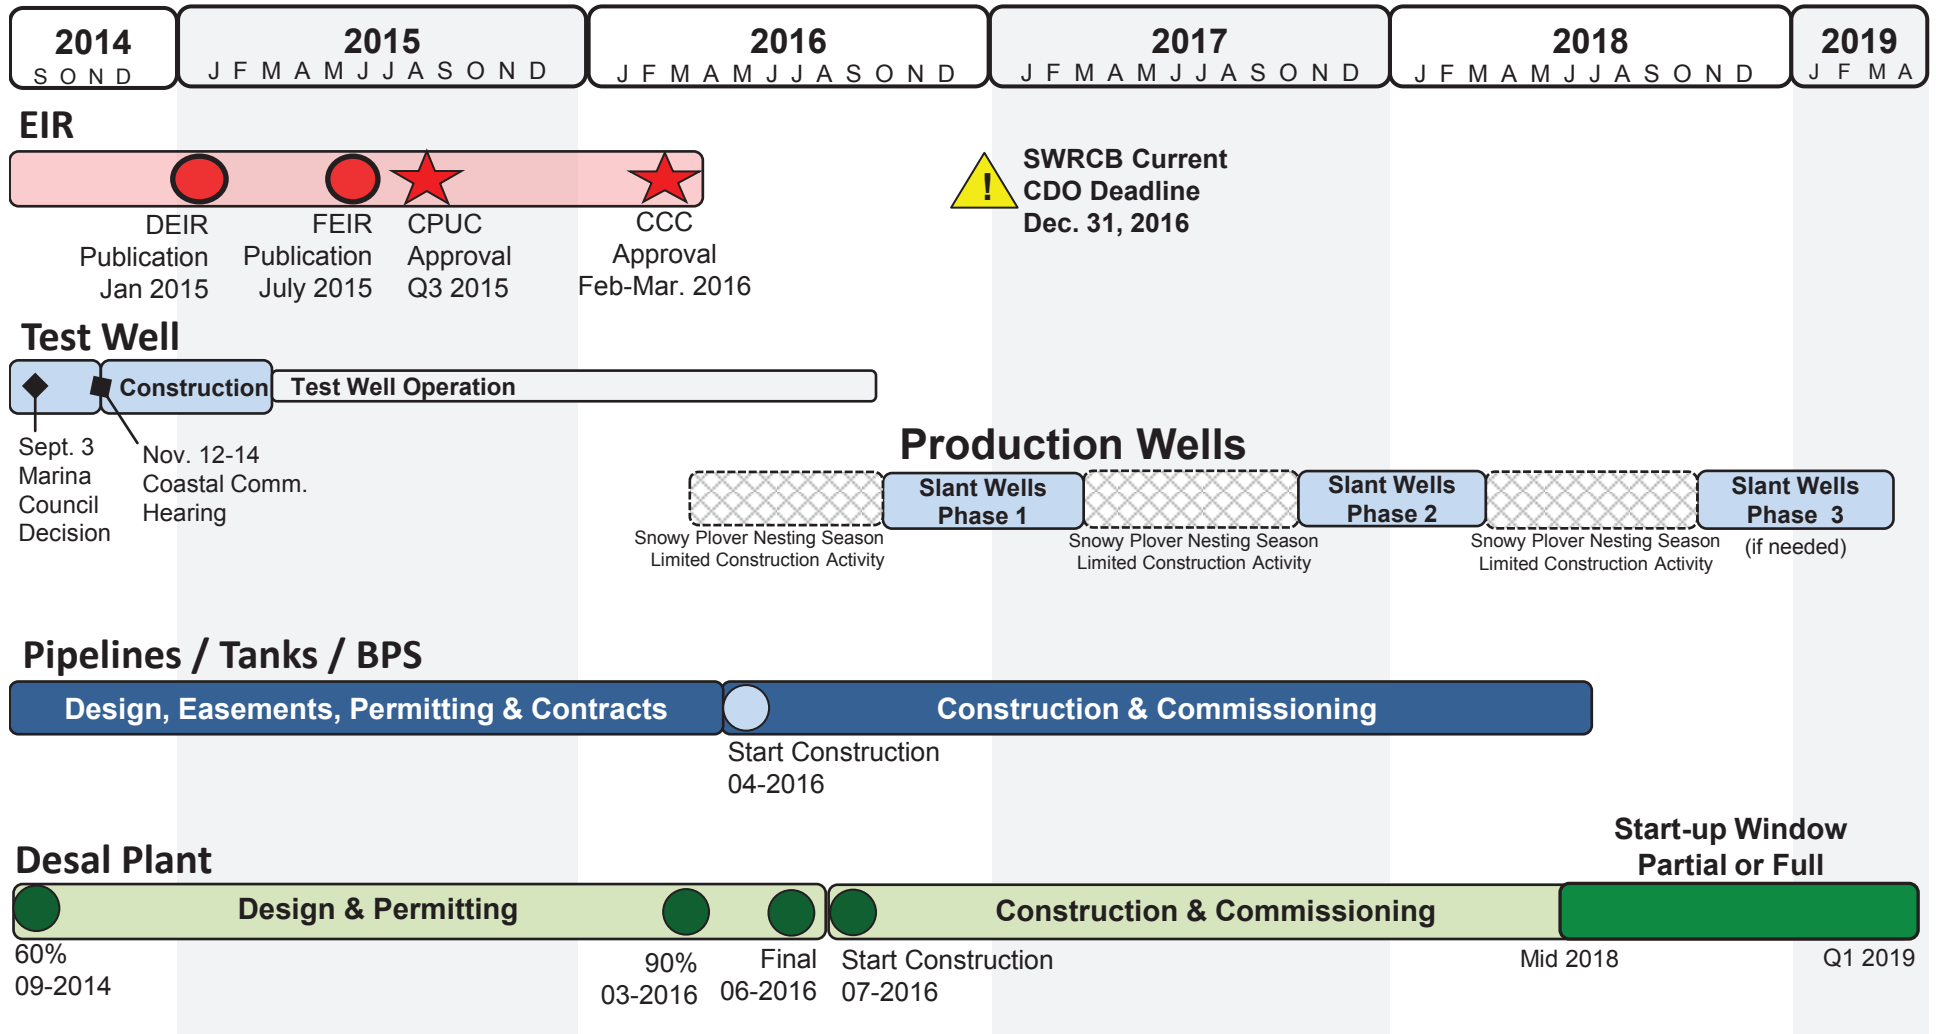 2014
2015
2016
2017
2018
2019
S O N D
J F M A M J J A S O N D
J F M A M J J A S O N D
J F M A M J J A S O N D
J F M A M J J A S O N D
J F M A
EIR
DEIR
Publication
Jan 2015
FEIR
Publication
July 2015
CPUC
Approval
Q3 2015
CCC
Approval
Feb-Mar. 2016
!
SWRCB Current
CDO Deadline
Dec. 31, 2016
Test Well
Construction
Test Well Operation
Sept. 3
Marina
Council
Decision
Nov. 12-14
Coastal Comm.
Hearing
Production Wells
Slant Wells
Phase 1
Slant Wells
Phase 2
Slant Wells
Phase 3
(if needed)
Snowy Plover Nesting Season
Limited Construction Activity
Snowy Plover Nesting Season
Limited Construction Activity
Snowy Plover Nesting Season
Limited Construction Activity
Pipelines / Tanks / BPS
Design, Easements, Permitting & Contracts
Construction & Commissioning
Start Construction
04-2016
Desal Plant
Start-up Window
Partial or Full
Design & Permitting
Construction & Commissioning
60%
09-2014
90%
03-2016
Final
06-2016
Start Construction
07-2016
Mid 2018
Q1 2019